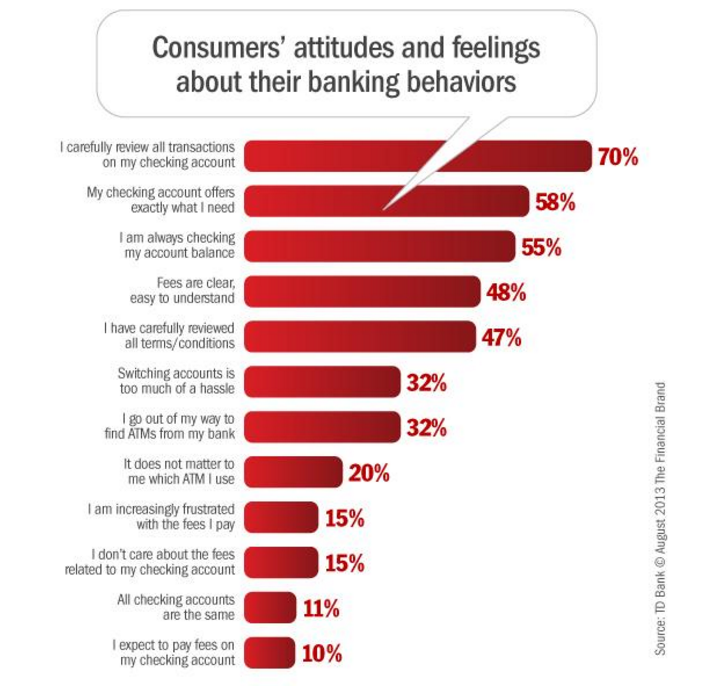 Consumers’ attitudes and feelings
about their banking behaviors
I carefully review all transactions
on my checking account
70%
My checking account offers
exactly what I need
58%
I am always checking
my account balance
55%
Fees are clear,
easy to understand
48%
I have carefully reviewed
all terms/conditions
47%
Switching accounts is
too much of a hassle
32%
I go out of my way to
find ATMs from my bank
32%
It does not matter to
me which ATM I use
20%
I am increasingly frustrated
with the fees I pay
15%
I don’t care about the fees
related to my checking account
15%
All checking accounts
are the same
11%
I expect to pay fees on
my checking account
10%
Source: TD Bank © August 2013 The Financial Brand